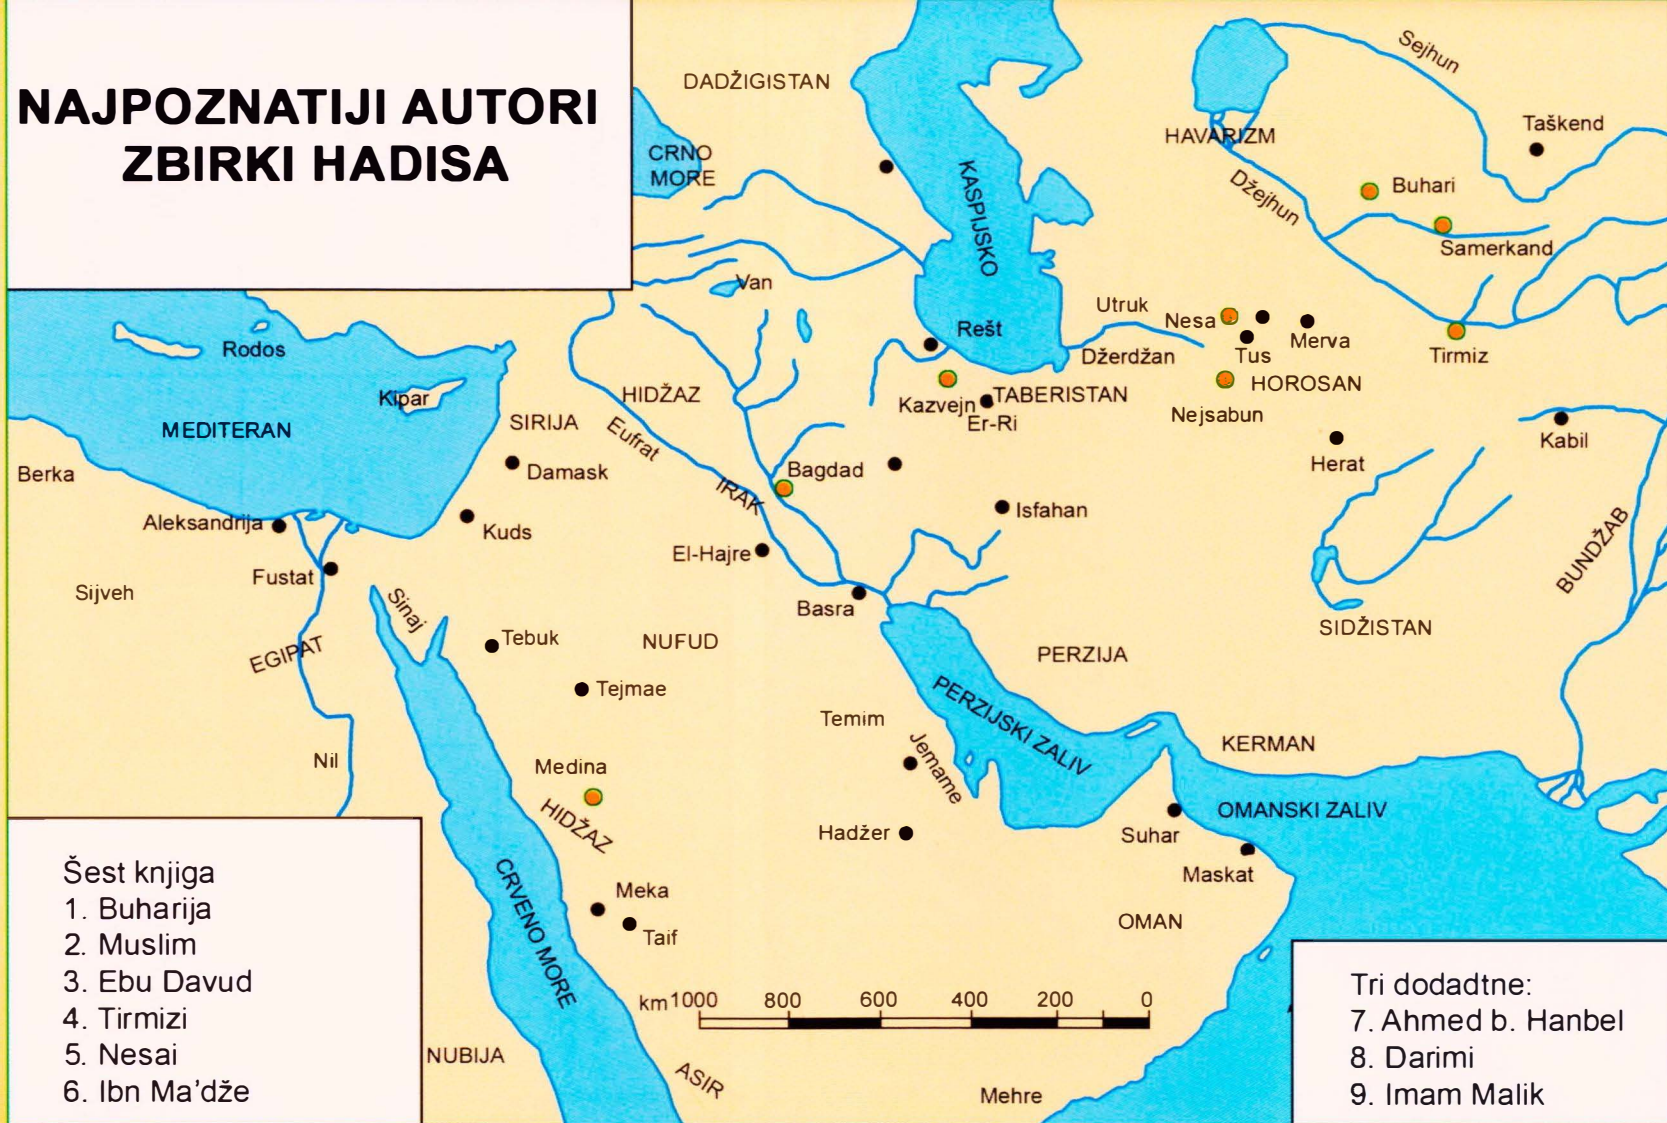 NAJPOZNATIJI AUTORI
ZBIRKI HADISA
DADŽIGISTAN
CRNO
MORE
KASPIJSKO
Sejhun
HAVARIZM
Taškend
Džejhun
Buhari
Samerkand
Van
Rodos
Kipar
MEDITERAN
Rešt
Utruk
Nesa
Merva
Tus
Džerdžan
Tirmiz
HIDŽAZ
SIRIJA
Eufrat
Kazvejn
TABERISTAN
Er-Ri
HOROSAN
Nejsabun
Herat
Kabil
Berka
Damask
Bagdad
IRAK
Isfahan
Aleksandrija
Kuds
El-Hajre
BUNDŽAB
Fustat
Sijveh
Sinaj
Basra
EGIPAT
Tebuk
NUFUD
PERZIJA
SIDŽISTAN
Tejmae
PERZIJSKI ZALIV
Temim
Jemame
KERMAN
Nil
Medina
HIDŽAZ
Hadžer
Suhar
OMANSKI ZALIV
Maskat
CRVENO MORE
Meka
Taif
OMAN
km 1000 800 600 400 200 0
NUBIJA
ASIR
Mehre
Šest knjiga
1. Buharija
2. Muslim
3. Ebu Davud
4. Tirmizi
5. Nesai
6. Ibn Ma’dže
Tri dodadtne:
7. Ahmed b. Hanbel
8. Darimi
9. Imam Malik